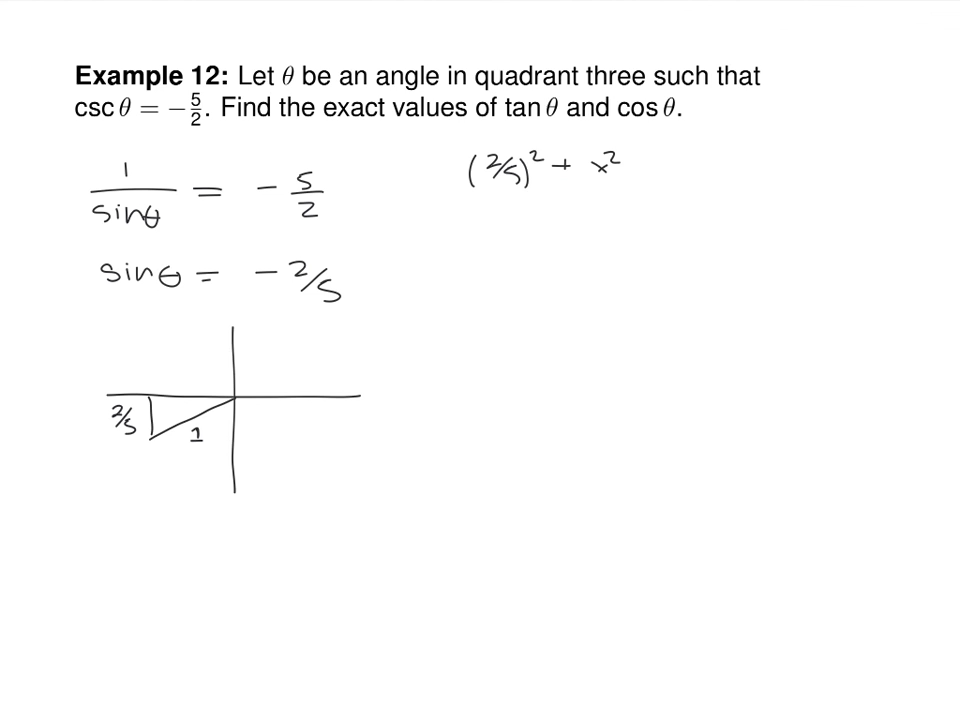 Example 12: Let θ be an angle in quadrant three such that
csc θ = −5/2. Find the exact values of tan θ and cos θ.
1/sinθ = −5/2
(2/5)² + x²
sinθ = −2/5
2/5
1